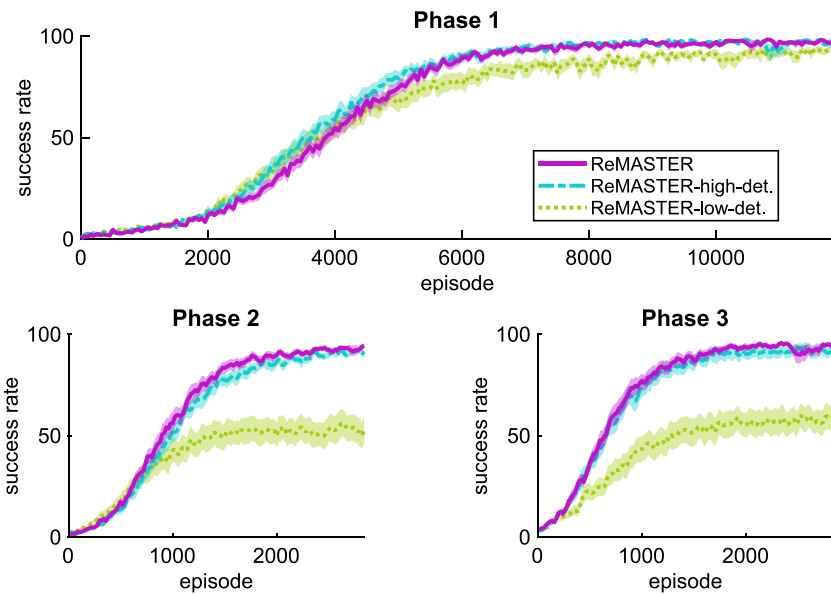 Phase 1
100
50
0
success rate
ReMASTER
ReMASTER-high-det.
ReMASTER-low-det.
0 2000 4000 6000 8000 10000
episode
Phase 2
100
50
0
success rate
0 1000 2000
episode
Phase 3
100
50
0
success rate
0 1000 2000
episode